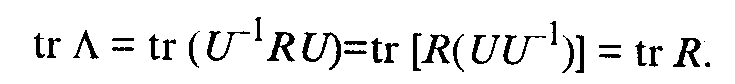 tr Λ = tr (U⁻¹RU)=tr [R(UU⁻¹)] = tr R.